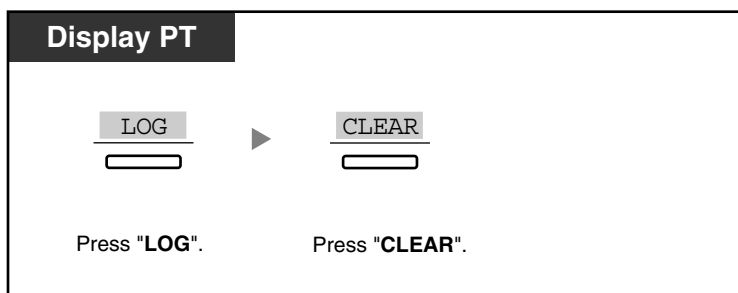 Display PT
LOG
CLEAR
Press "LOG".
Press "CLEAR".